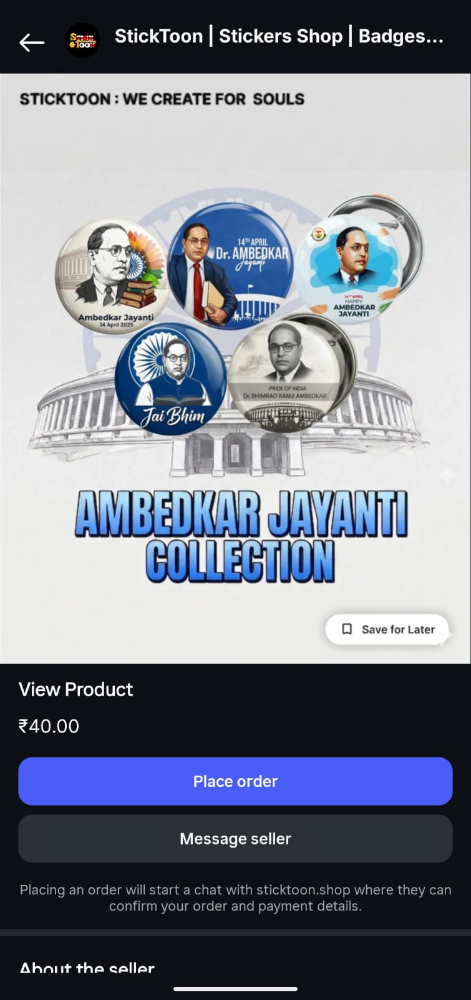 StickToon | Stickers Shop | Badges...
STICK
TOON
STICKTOON : WE CREATE FOR SOULS
Ambedkar Jayanti
14 April 2025
14TH APRIL
Dr. AMBEDKAR
Jayanti
14TH APRIL
HAPPY
AMBEDKAR
JAYANTI
Jai Bhim
PRIDE OF INDIA
Dr. BHIMRAO RAMJI AMBEDKAR
AMBEDKAR JAYANTI
COLLECTION
Save for Later
View Product
₹40.00
Place order
Message seller
Placing an order will start a chat with sticktoon.shop where they can
confirm your order and payment details.
About the seller